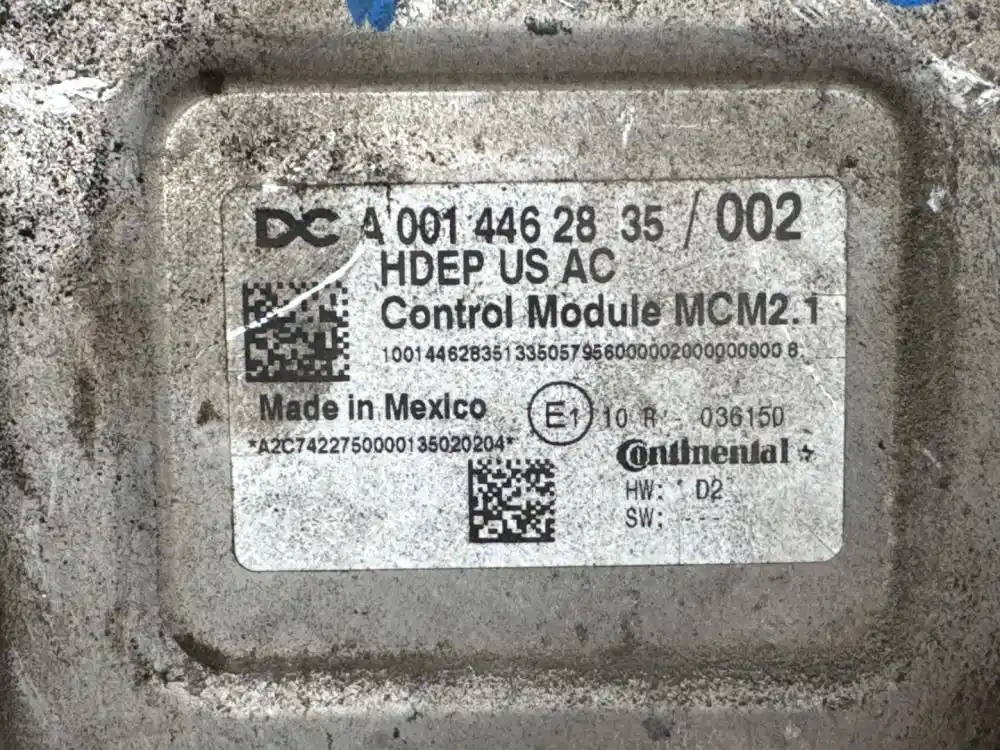 DC A 001 446 28 35 / 002
HDEP US AC
Control Module MCM2.1
10014462835133505795600000200000000 8
Made in Mexico E1 10 R - 036150
*A2C7422750000135020204*
Continental
HW: D2
SW: ---